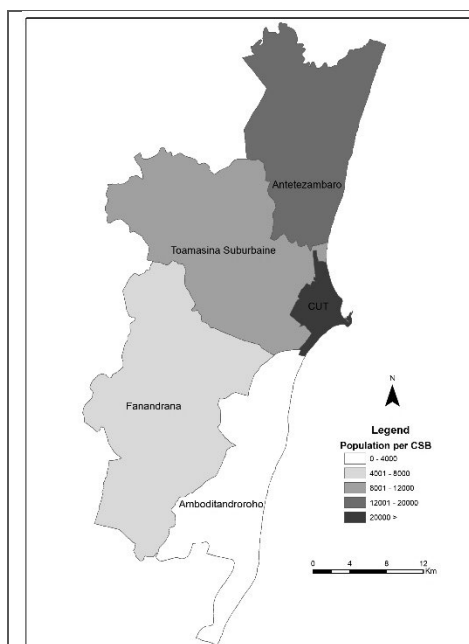 Antetezambaro
Toamasina Suburbaine
CUT
Fanandrana
Amboditandroroho
N
Legend
Population per CSB
0 - 4000
4001 - 8000
8001 - 12000
12001 - 20000
20000 >
0 2 4 8 12
Km